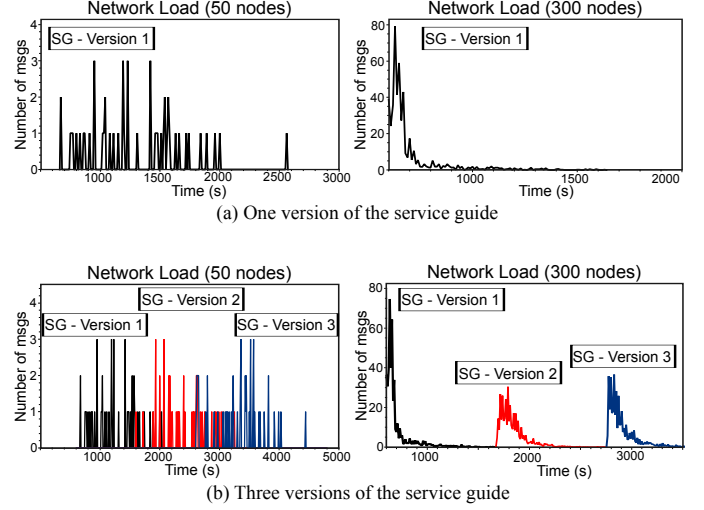 Network Load (50 nodes)
4
3
2
1
0
Number of msgs
SG - Version 1
1000 1500 2000 2500 3000
Time (s)
Network Load (300 nodes)
80
60
40
20
0
Number of msgs
SG - Version 1
1000 1500 2000
Time (s)
(a) One version of the service guide
Network Load (50 nodes)
4
3
2
1
0
Number of msgs
SG - Version 2
SG - Version 1
SG - Version 3
1000 2000 3000 4000 5000
Time (s)
Network Load (300 nodes)
80
60
40
20
0
Number of msgs
SG - Version 1
SG - Version 2
SG - Version 3
1000 2000 3000
Time (s)
(b) Three versions of the service guide